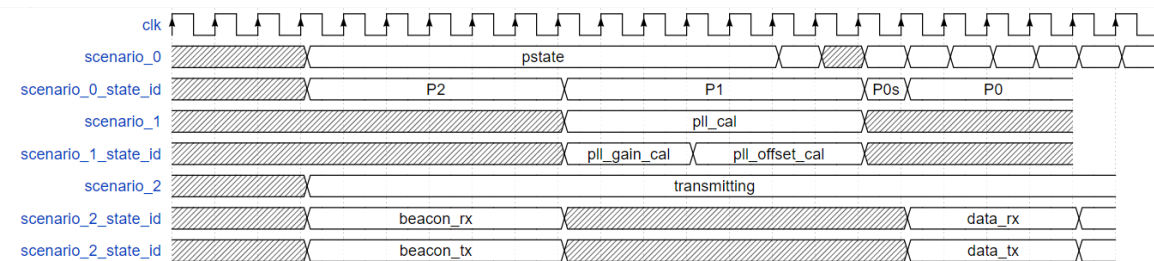 clk
scenario_0 pstate
scenario_0_state_id P2 P1 P0s P0
scenario_1 pll_cal
scenario_1_state_id pll_gain_cal pll_offset_cal
scenario_2 transmitting
scenario_2_state_id beacon_rx data_rx
scenario_2_state_id beacon_tx data_tx